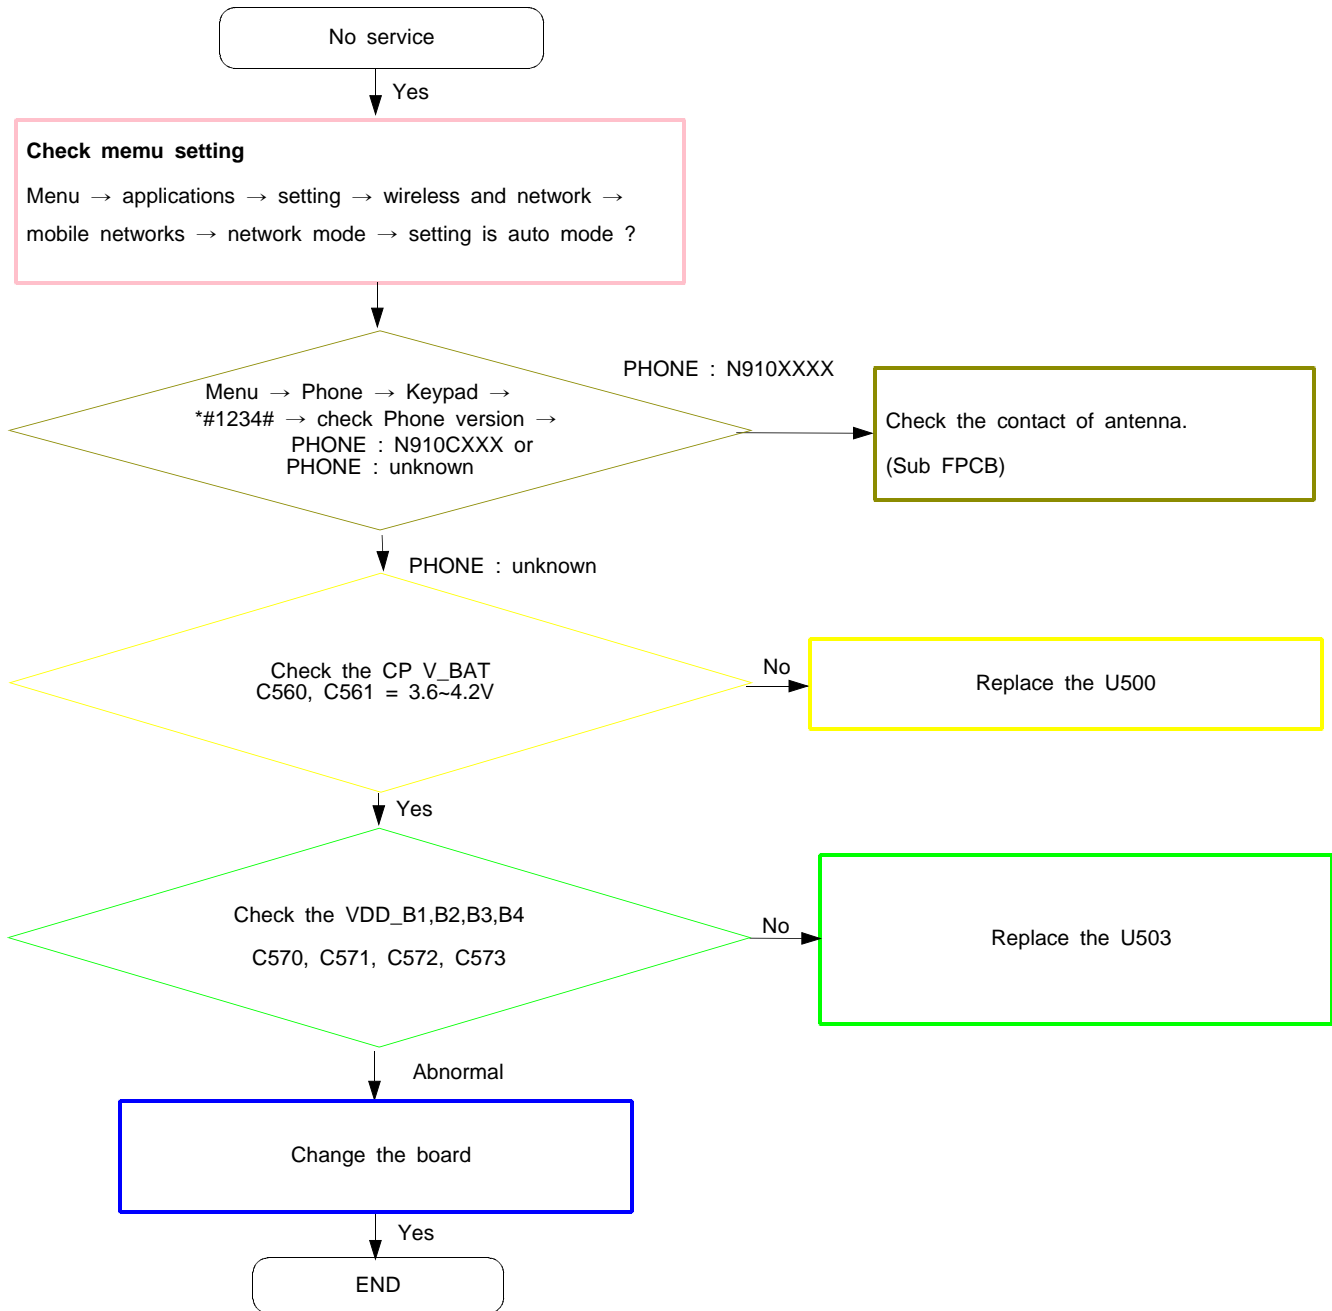 No service
Yes
Check memu setting
Menu → applications → setting → wireless and network →
mobile networks → network mode → setting is auto mode ?
PHONE : N910XXXX
Menu → Phone → Keypad →
*#1234# → check Phone version →
PHONE : N910CXXX or
PHONE : unknown
Check the contact of antenna.
(Sub FPCB)
PHONE : unknown
Check the CP V_BAT
C560, C561 = 3.6~4.2V
No
Replace the U500
Yes
Check the VDD_B1,B2,B3,B4
C570, C571, C572, C573
No
Replace the U503
Abnormal
Change the board
Yes
END